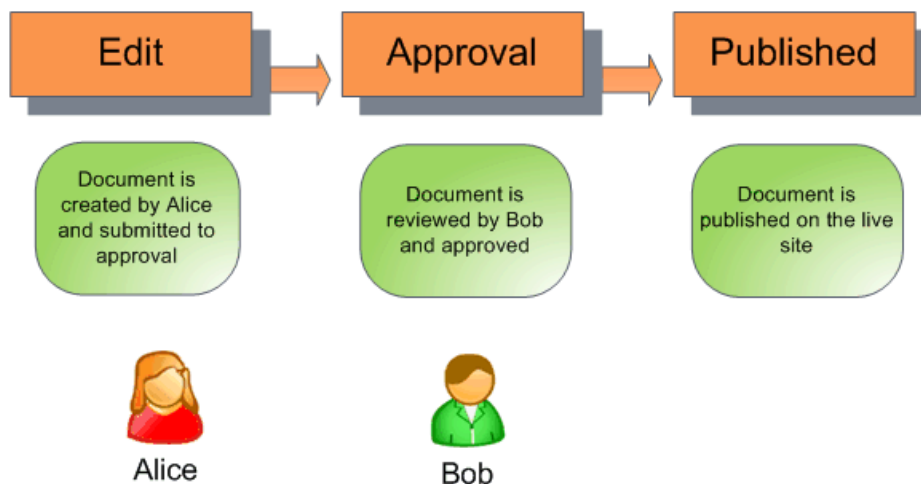 Edit
Approval
Published
Document is
created by Alice
and submitted to
approval
Document is
reviewed by Bob
and approved
Document is
published on the live
site
Alice
Bob